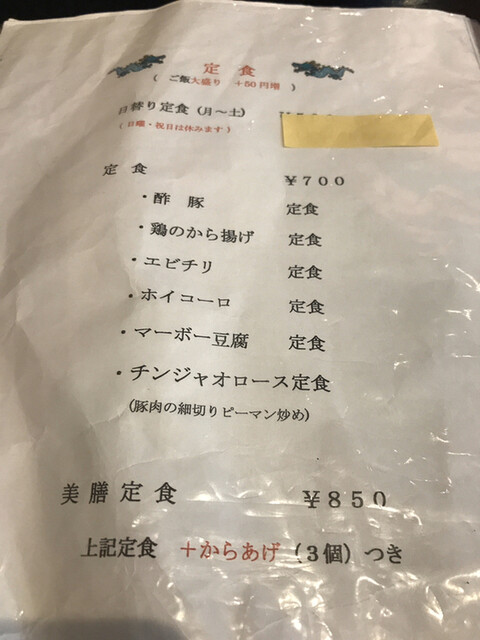 定食
(ご飯大盛り +50円増)
日替り定食(月~土)
(日曜・祝日は休みます)
定食 ¥700
・酢豚 定食
・鶏のから揚げ 定食
・エビチリ 定食
・ホイコーロ 定食
・マーボー豆腐 定食
・チンジャオロース定食
(豚肉の細切りピーマン炒め)
美膳定食 ¥850
上記定食 +からあげ(3個)つき